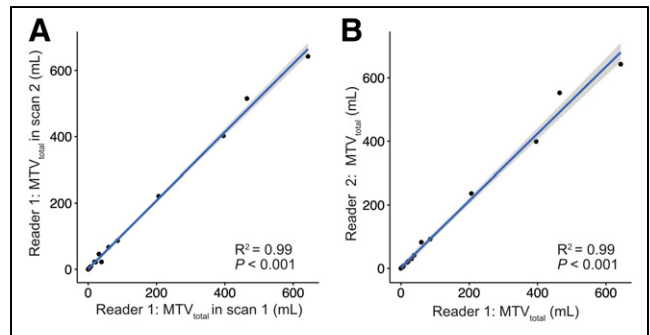 A
Reader 1: MTVtotal in scan 2 (mL)
600
400
200
0
R² = 0.99
P < 0.001
0 200 400 600
Reader 1: MTVtotal in scan 1 (mL)
B
Reader 2: MTVtotal (mL)
600
400
200
0
R² = 0.99
P < 0.001
0 200 400 600
Reader 1: MTVtotal (mL)